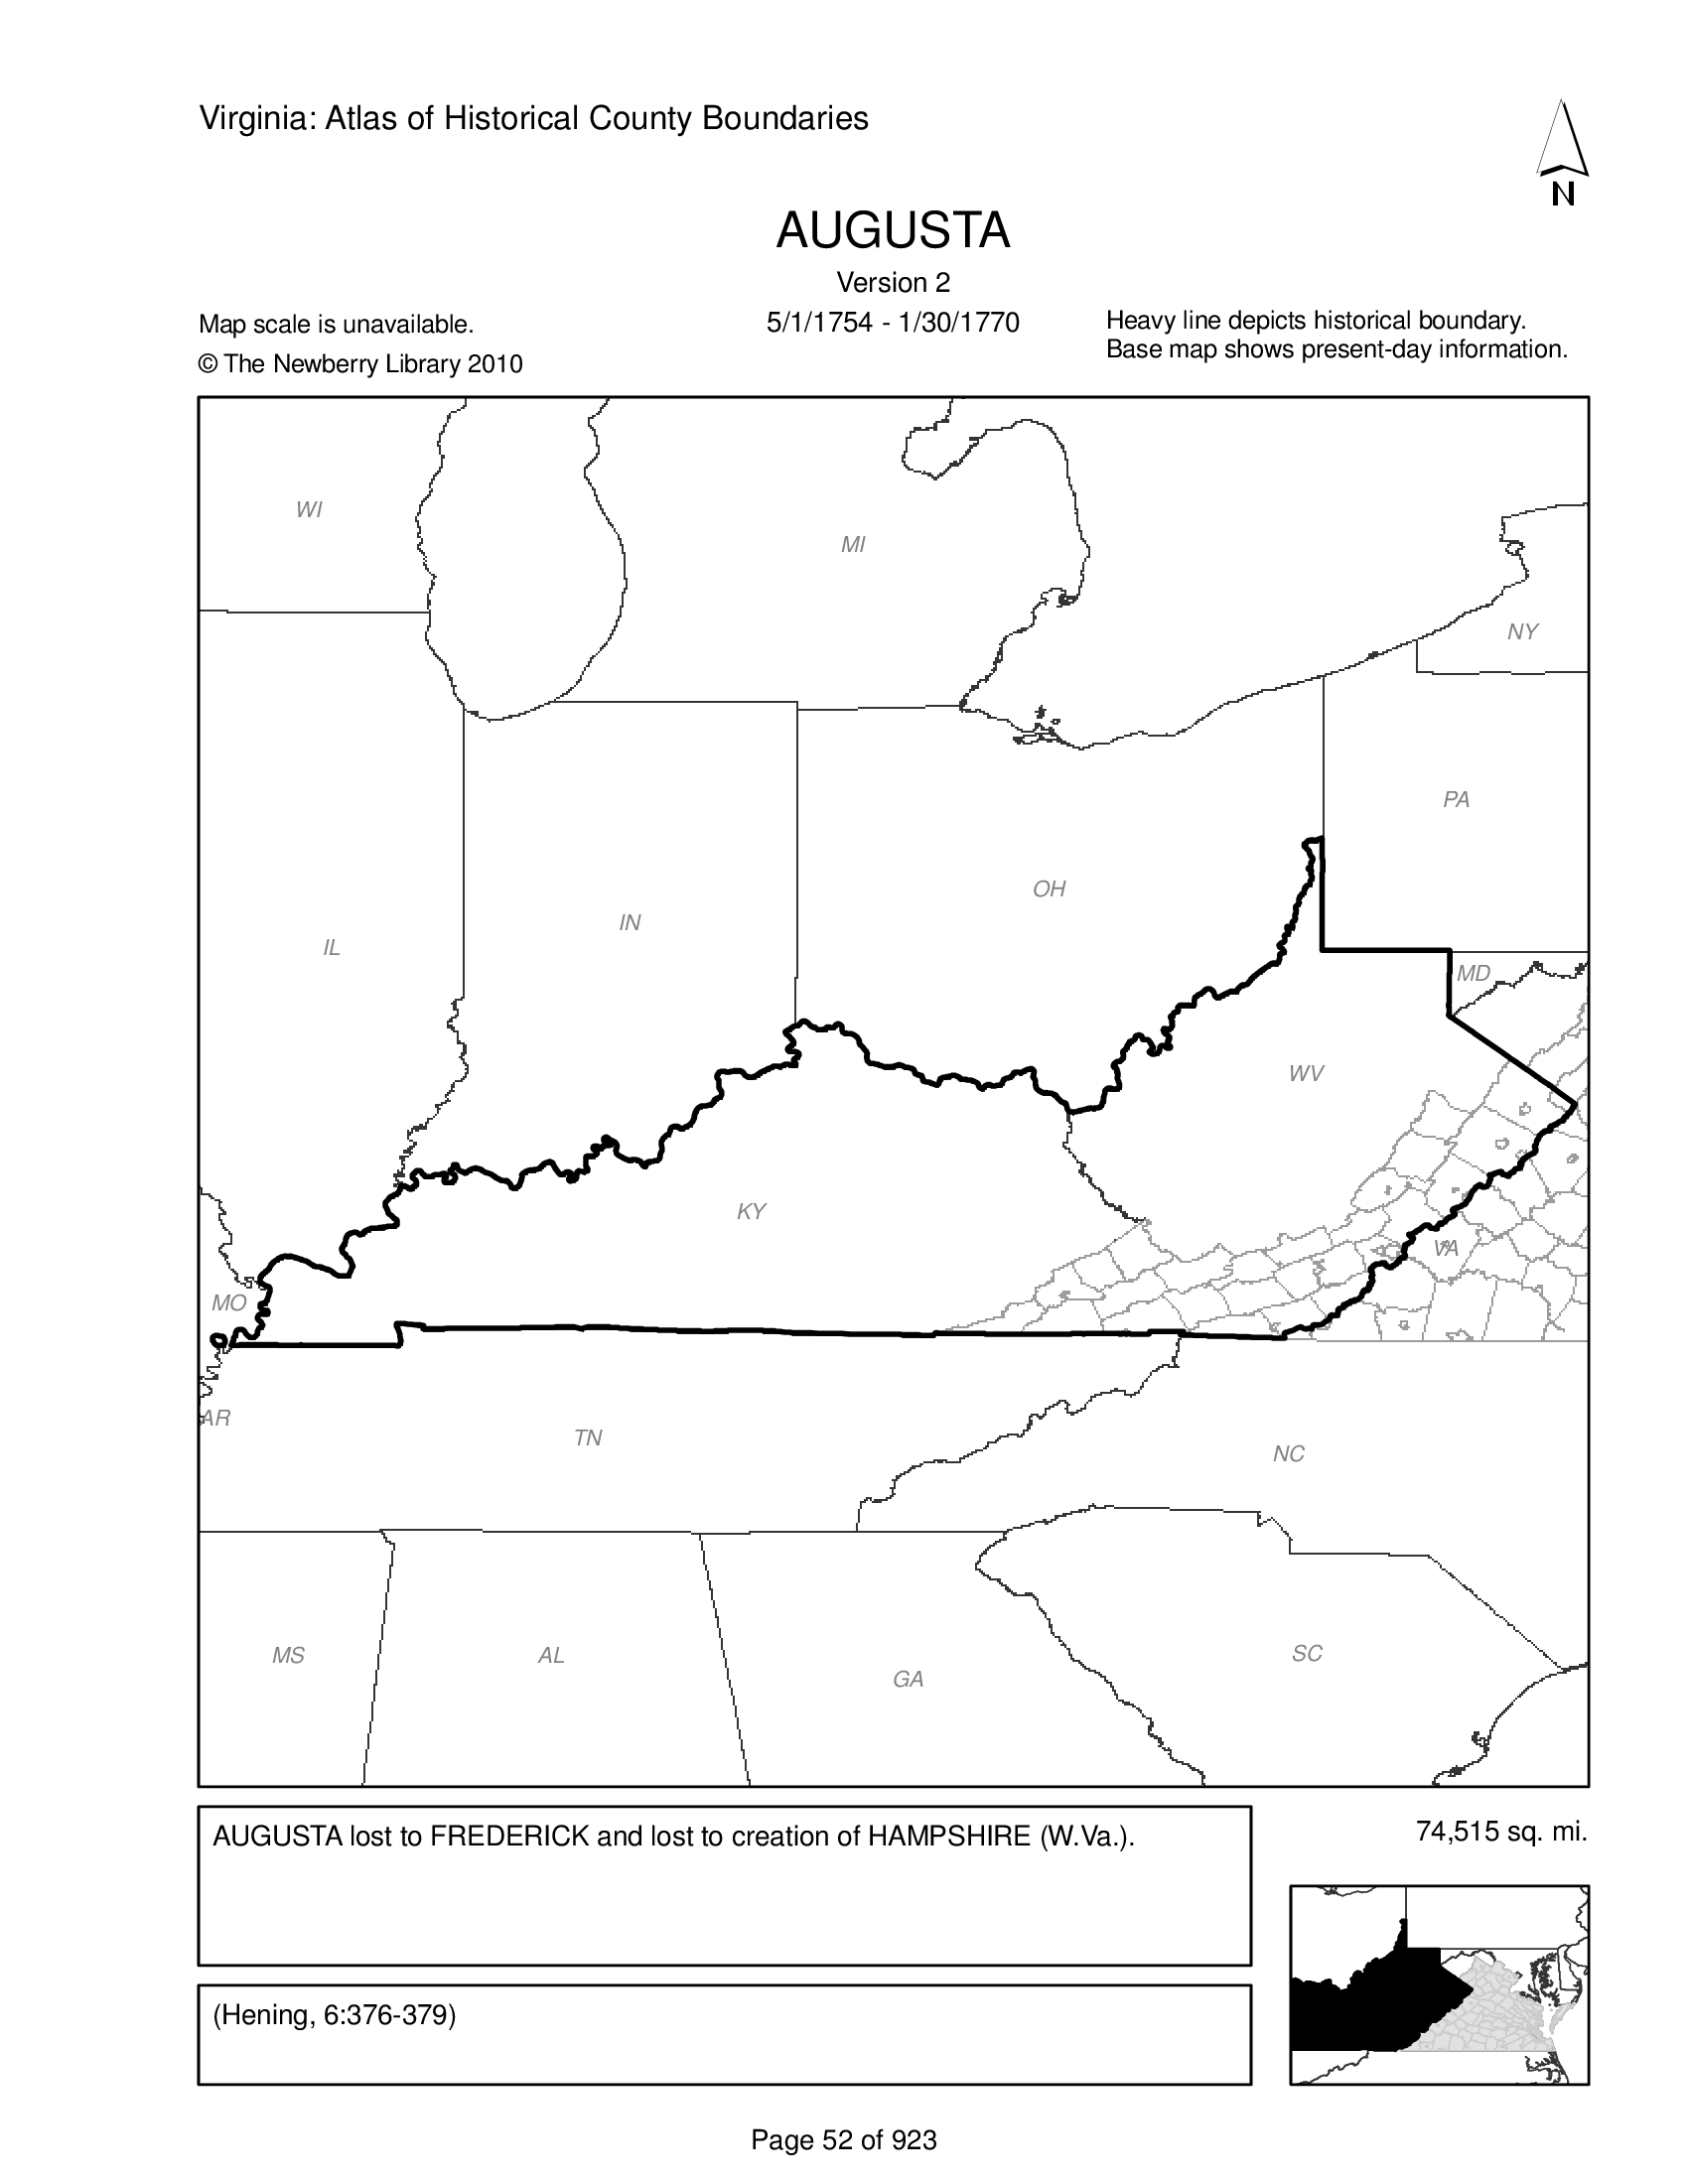 Virginia: Atlas of Historical County Boundaries
N
AUGUSTA
Version 2
5/1/1754 - 1/30/1770
Map scale is unavailable.
© The Newberry Library 2010
Heavy line depicts historical boundary.
Base map shows present-day information.
WI
MI
NY
PA
OH
IN
IL
MD
WV
KY
VA
MO
AR
TN
NC
MS
AL
GA
SC
AUGUSTA lost to FREDERICK and lost to creation of HAMPSHIRE (W.Va.).
74,515 sq. mi.
(Hening, 6:376-379)
Page 52 of 923